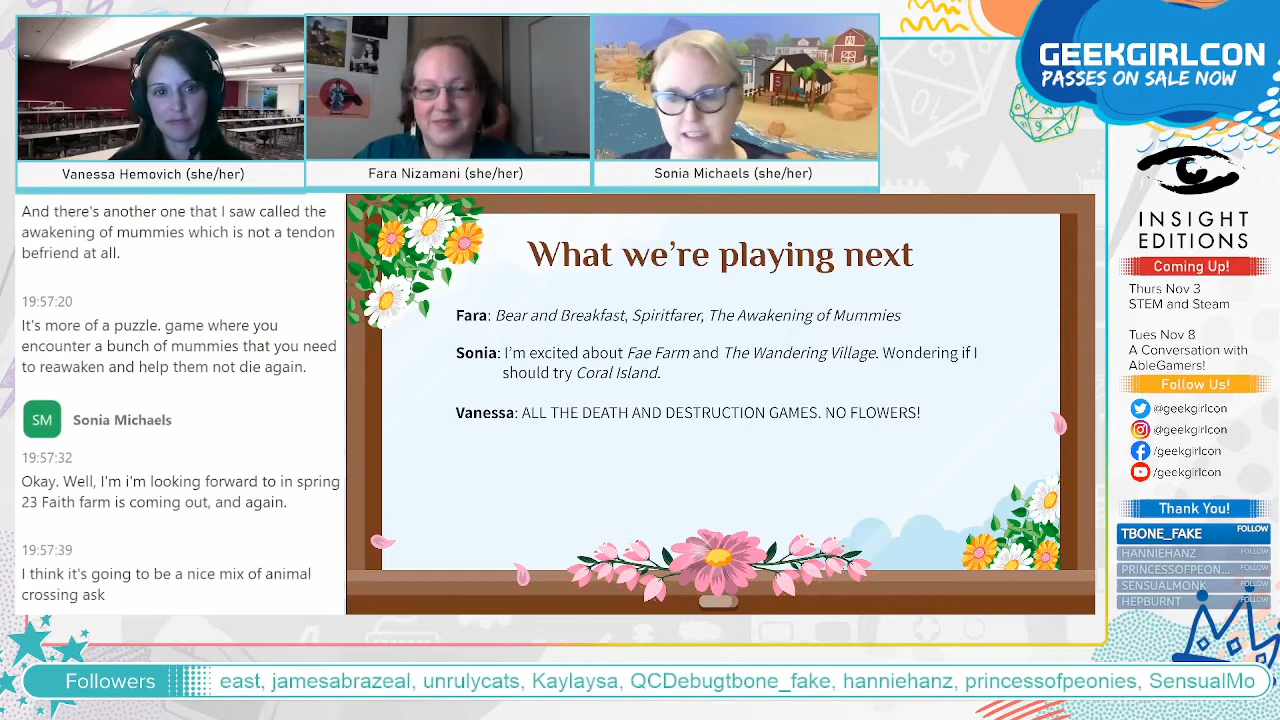 GEEKGIRLCON
PASSES ON SALE NOW
Vanessa Hemovich (she/her)
Fara Nizamani (she/her)
Sonia Michaels (she/her)
And there's another one that I saw called the
awakening of mummies which is not a tendon
befriend at all.
19:57:20
It's more of a puzzle. game where you
encounter a bunch of mummies that you need
to reawaken and help them not die again.
SM
Sonia Michaels
19:57:32
Okay. Well, I'm i'm looking forward to in spring
23 Faith farm is coming out, and again.
19:57:39
I think it's going to be a nice mix of animal
crossing ask
What we're playing next
Fara: Bear and Breakfast, Spiritfarer, The Awakening of Mummies
Sonia: I'm excited about Fae Farm and The Wandering Village. Wondering if I
should try Coral Island.
Vanessa: ALL THE DEATH AND DESTRUCTION GAMES. NO FLOWERS!
INSIGHT
EDITIONS
Coming Up!
Thurs Nov 3
STEM and Steam
Tues Nov 8
A Conversation with
AbleGamers!
Follow Us!
@geekgirlcon
@geekgirlcon
/geekgirlcon
/geekgirlcon
Thank You!
TBONE_FAKE FOLLOW
HANNIEHANZ FOLLOW
PRINCESSOFPEON... FOLLOW
SENSUALMONK FOLLOW
HEPBURNT FOLLOW
Followers
east, jamesabrazeal, unrulycats, Kaylaysa, QCDebugtbone_fake, hanniehanz, princessofpeonies, SensualMo